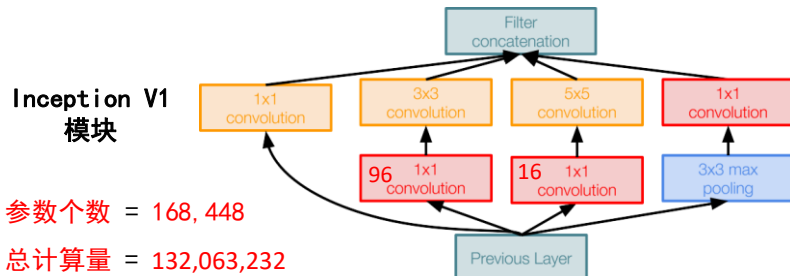 Filter
concatenation
Inception V1
模块
1x1
convolution
3x3
convolution
5x5
convolution
1x1
convolution
96 1x1
convolution
16 1x1
convolution
3x3 max
pooling
参数个数 = 168,448
总计算量 = 132,063,232
Previous Layer